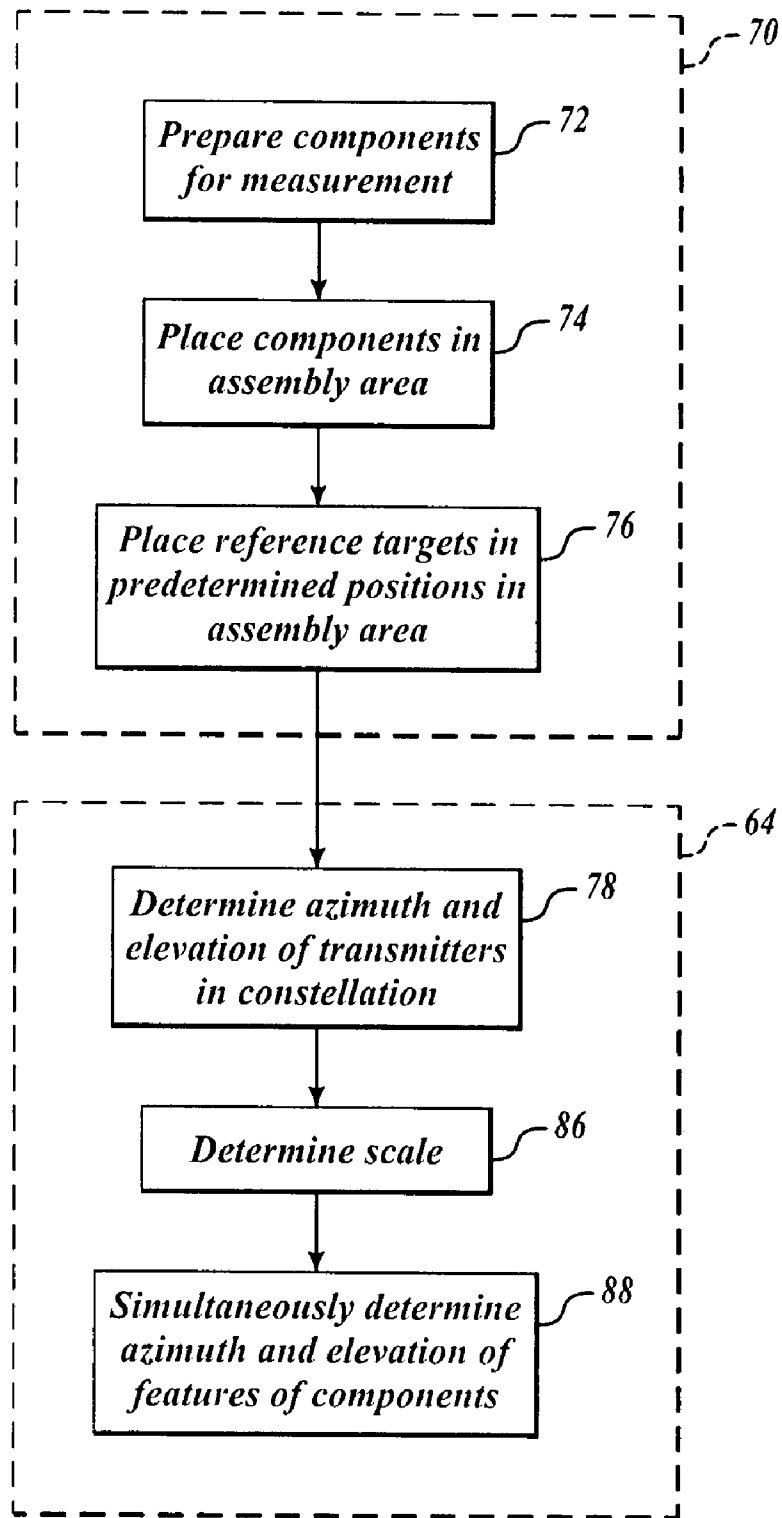 70
72
Prepare components
for measurement
74
Place components in
assembly area
76
Place reference targets in
predetermined positions in
assembly area
64
78
Determine azimuth and
elevation of transmitters
in constellation
86
Determine scale
88
Simultaneously determine
azimuth and elevation of
features of components